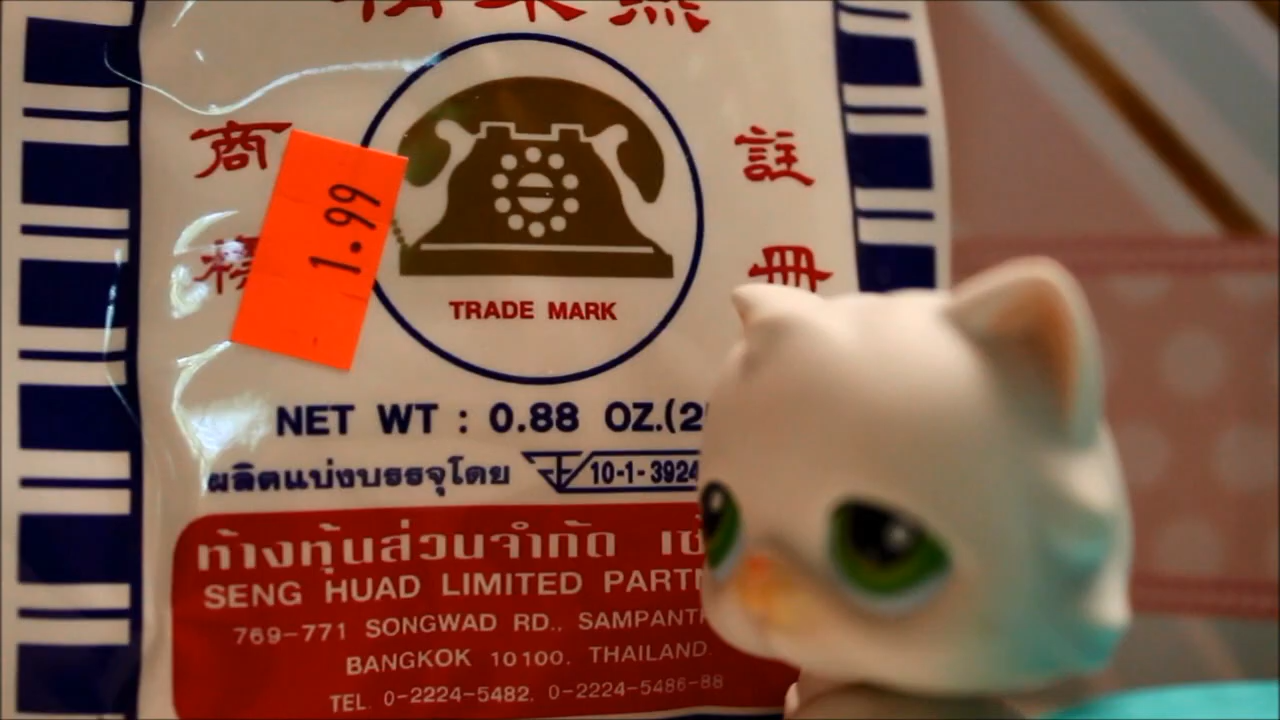 商標
註冊
1.99
TRADE MARK
NET WT : 0.88 OZ.(2
ผลิตแบ่งบรรจุโดย 10-1-3924
ห้างหุ้นส่วนจำกัด
SENG HUAD LIMITED
769-771 SONGWAD RD.,
BANGKOK 10100. THAILAND.
TEL. 0-2224-5482, 0-2224-5486-88